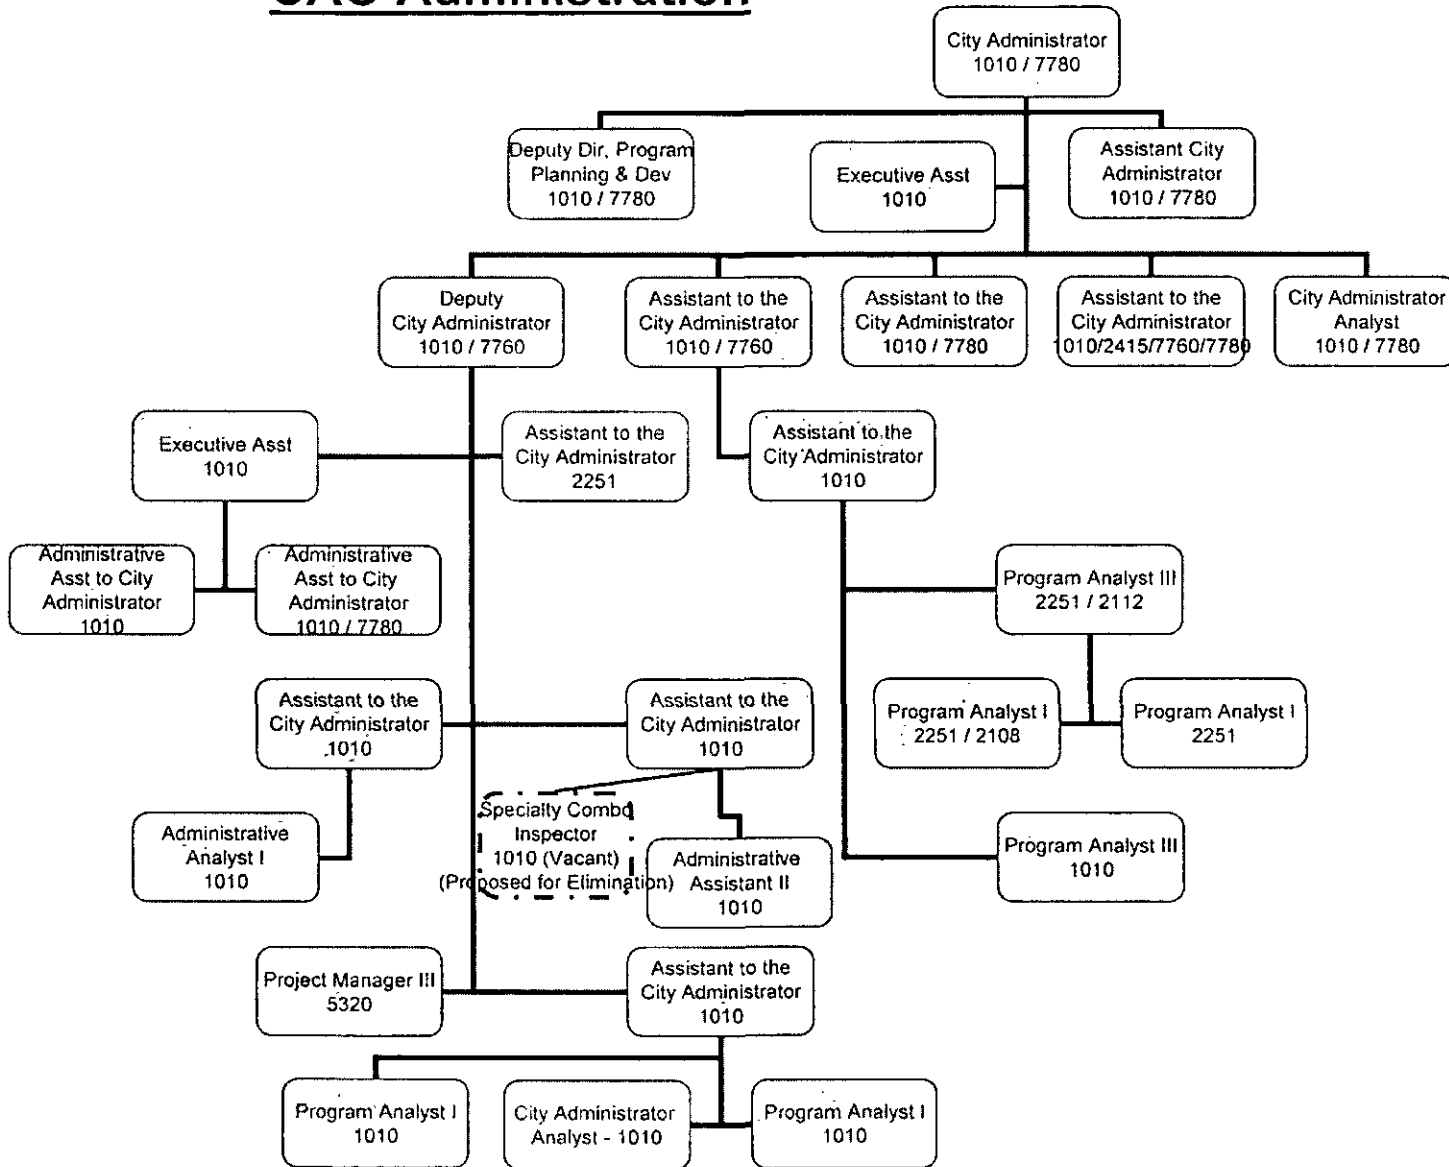 CAO Administration
City Administrator
1010 / 7780
Deputy Dir, Program
Planning & Dev
1010 / 7780
Executive Asst
1010
Assistant City
Administrator
1010 / 7780
Deputy
City Administrator
1010 / 7760
Assistant to the
City Administrator
1010 / 7760
Assistant to the
City Administrator
1010 / 7780
Assistant to the
City Administrator
1010/2415/7760/7780
City Administrator
Analyst
1010 / 7780
Executive Asst
1010
Assistant to the
City Administrator
2251
Assistant to the
City Administrator
1010
Administrative
Asst to City
Administrator
1010
Administrative
Asst to City
Administrator
1010 / 7780
Program Analyst III
2251 / 2112
Assistant to the
City Administrator
1010
Assistant to the
City Administrator
1010
Program Analyst I
2251 / 2108
Program Analyst I
2251
Administrative
Analyst I
1010
Specialty Combo
Inspector
1010 (Vacant)
(Proposed for Elimination)
Administrative
Assistant II
1010
Program Analyst III
1010
Project Manager III
5320
Assistant to the
City Administrator
1010
Program Analyst I
1010
City Administrator
Analyst - 1010
Program Analyst I
1010